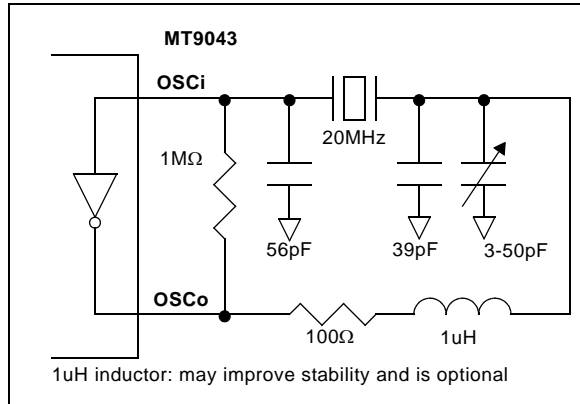 MT9043
OSCi
20MHz
1MΩ
56pF
39pF
3-50pF
OSCo
100Ω
1uH
1uH inductor: may improve stability and is optional